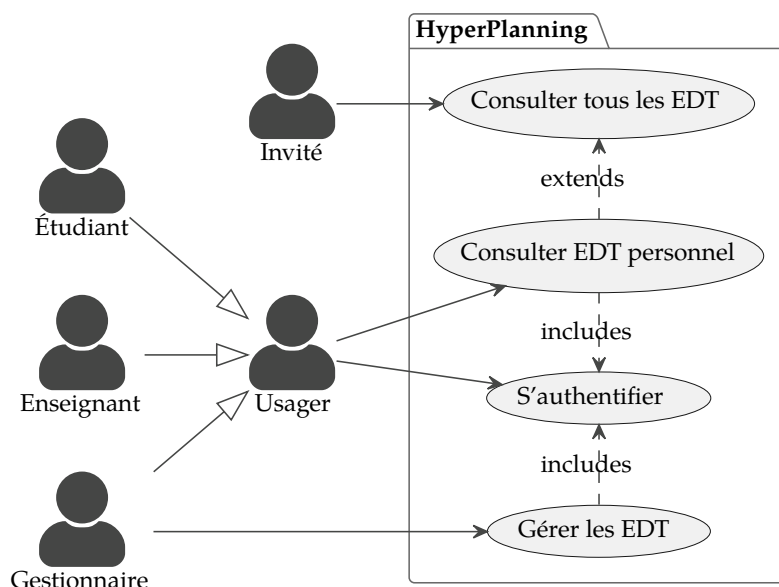 HyperPlanning
Consulter tous les EDT
Invité
extends
Étudiant
Consulter EDT personnel
includes
Enseignant
Usager
S'authentifier
includes
Gérer les EDT
Gestionnaire